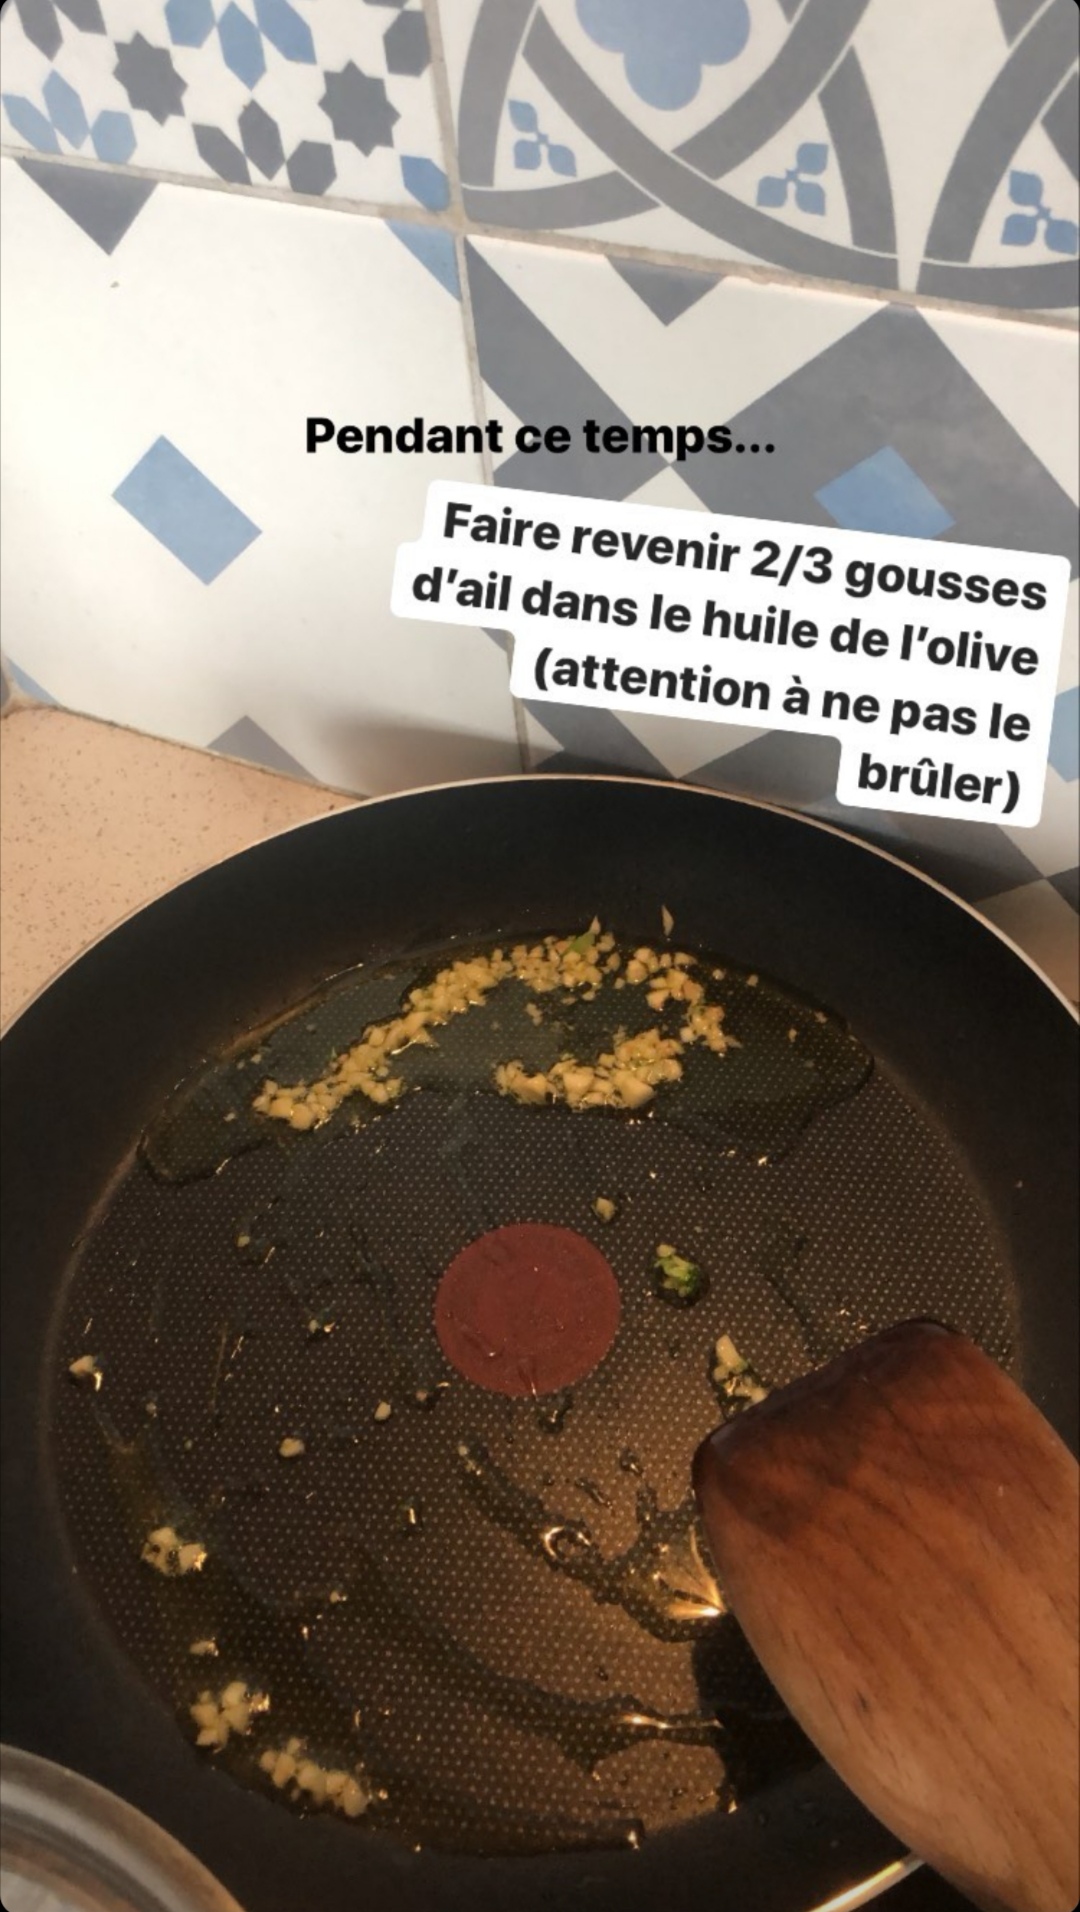 Pendant ce temps...
Faire revenir 2/3 gousses
d'ail dans le huile de l'olive
(attention à ne pas le
brûler)